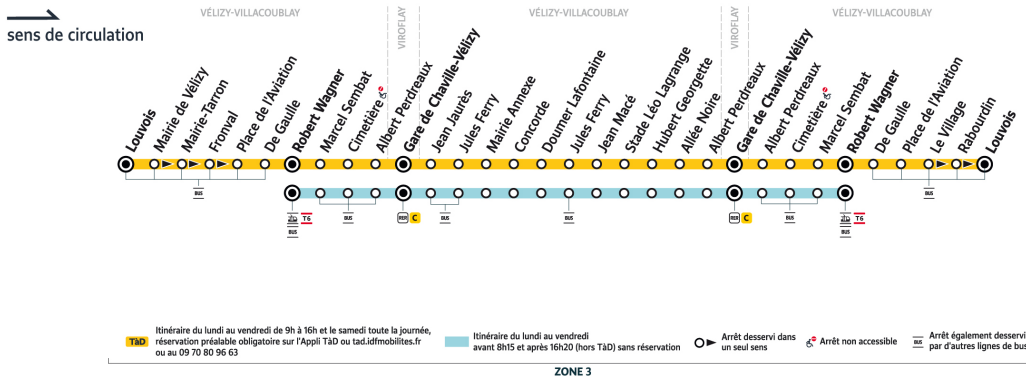 VÉLIZY-VILLACOUBLAY
VIROFLAY
VÉLIZY-VILLACOUBLAY
VIROFLAY
VÉLIZY-VILLACOUBLAY
sens de circulation
Louvois
Mairie de Vélizy
Mairie-Tarron
Fronval
Place de l'Aviation
De Gaulle
Robert Wagner
Marcel Sembat
Cimetière
Albert Perdreaux
Gare de Chaville-Vélizy
Jean Jaurès
Jules Ferry
Mairie Annexe
Concorde
Doumer Lafontaine
Jules Ferry
Jean Macé
Stade Léo Lagrange
Hubert Georgette
Allée Noire
Albert Perdreaux
Gare de Chaville-Vélizy
Albert Perdreaux
Cimetière
Marcel Sembat
Robert Wagner
De Gaulle
Place de l'Aviation
Le Village
Rabourdin
Louvois
BUS
BUS
T6
BUS
BUS
RER C
BUS
BUS
RER C
BUS
T6
BUS
TàD
Itinéraire du lundi au vendredi de 9h à 16h et le samedi toute la journée,
réservation préalable obligatoire sur l'Appli TàD ou tad.idfmobilites.fr
ou au 09 70 80 96 63
Itinéraire du lundi au vendredi
avant 8h15 et après 16h20 (hors TàD) sans réservation
Arrêt desservi dans
un seul sens
Arrêt non accessible
BUS
Arrêt également desservi
par d'autres lignes de bus
ZONE 3